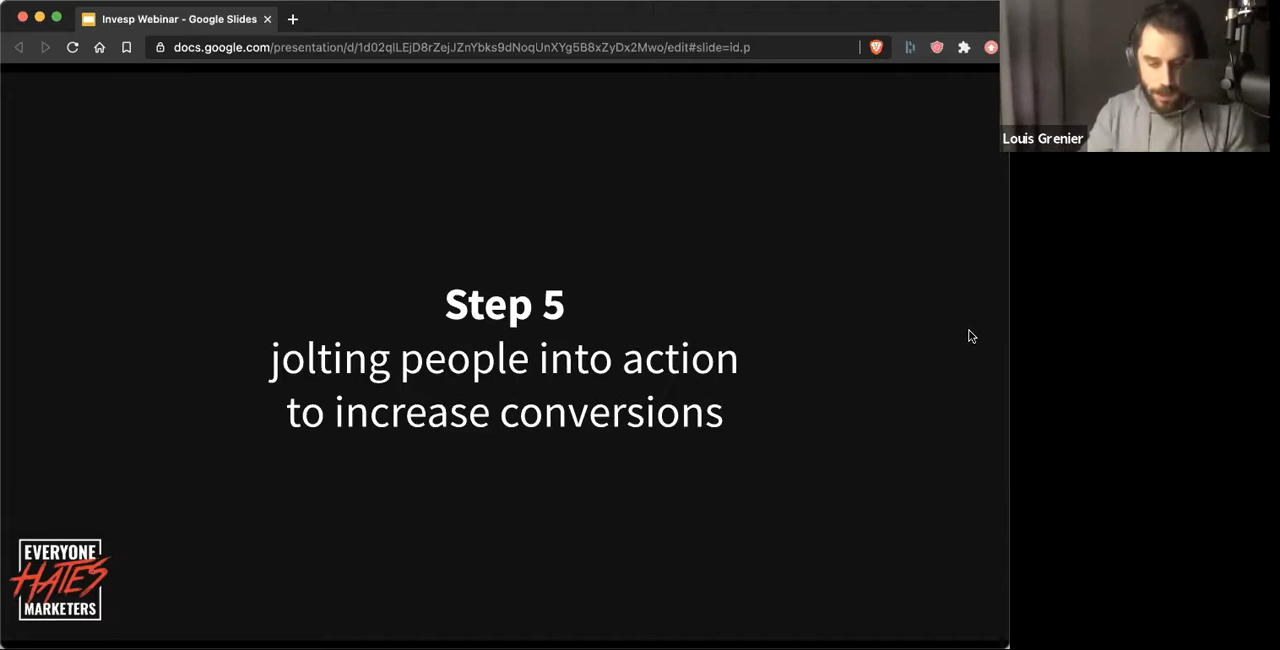 Invesp Webinar - Google Slides
docs.google.com/presentation/d/1d02qlLEjD8rZejJZnYbks9dNoqUnXYg5B8xZyDx2Mwo/edit#slide=id.p
Louis Grenier
Step 5
jolting people into action
to increase conversions
EVERYONE
HATES
MARKETERS